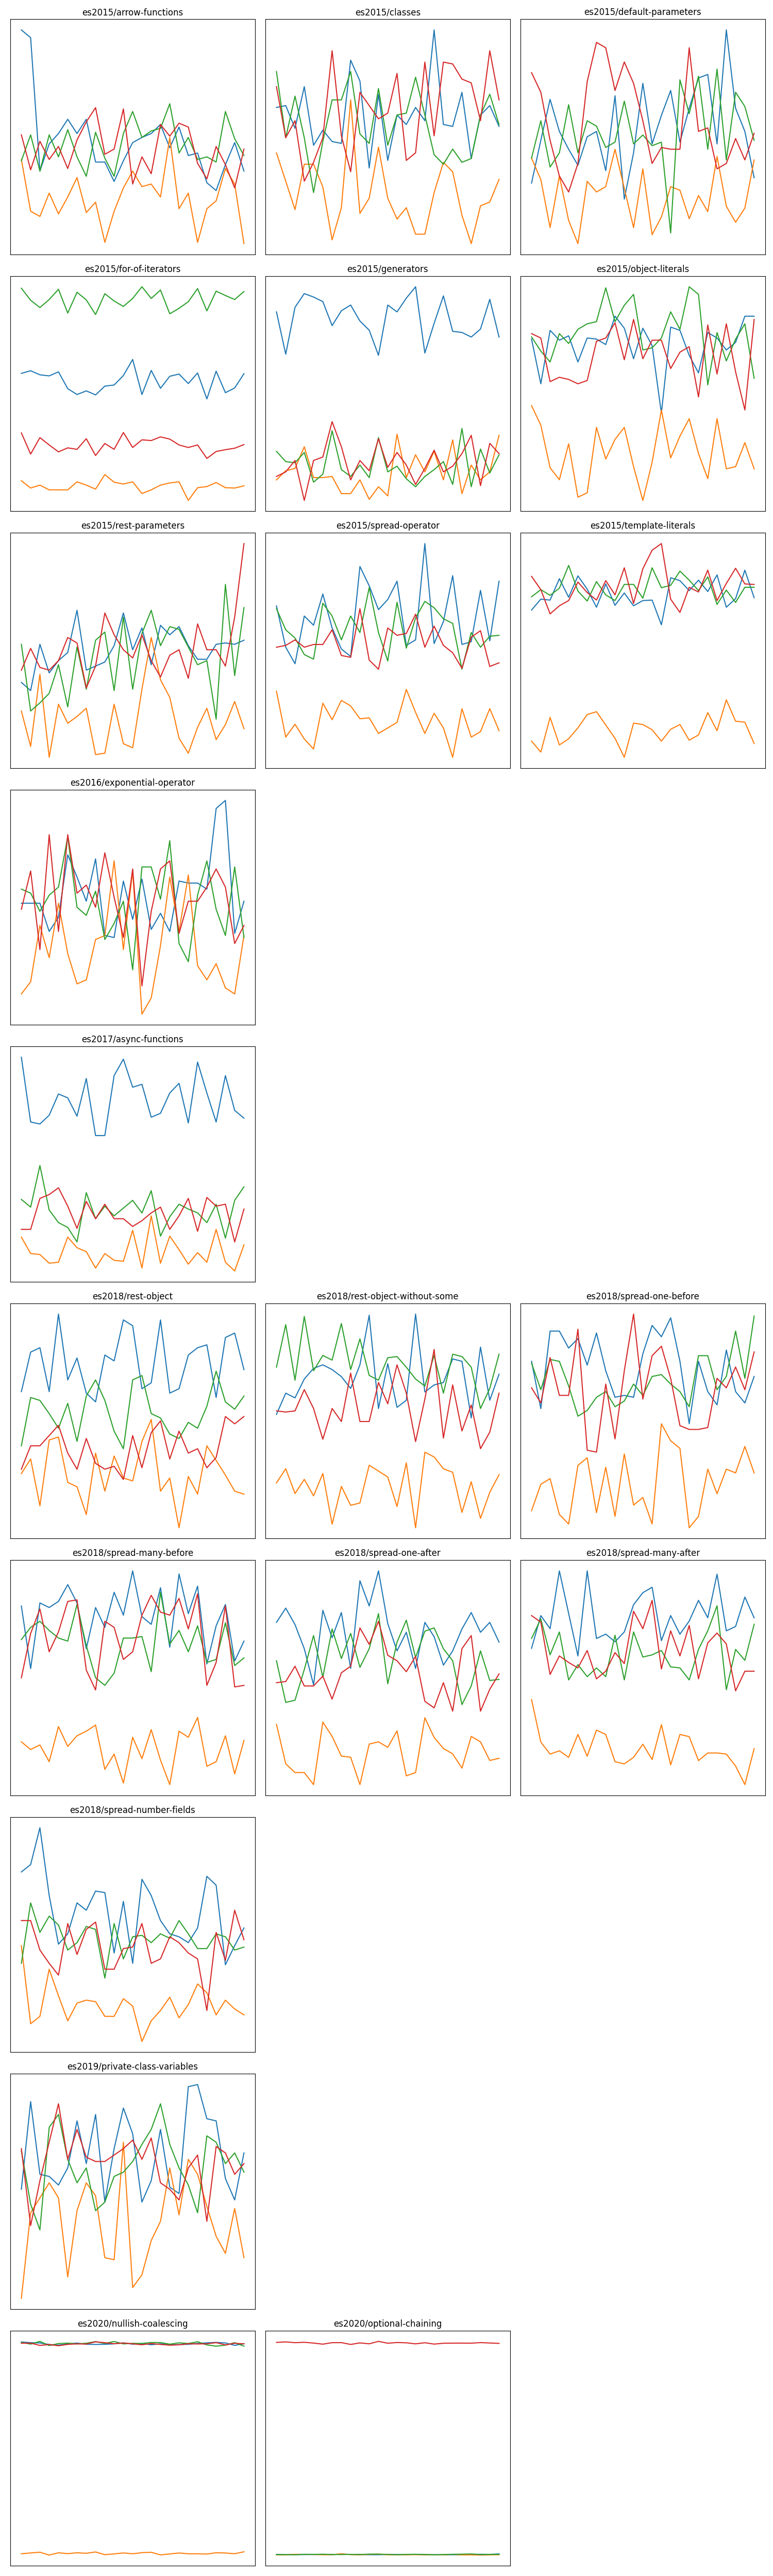 es2015/arrow-functions
es2015/classes
es2015/default-parameters
es2015/for-of-iterators
es2015/generators
es2015/object-literals
es2015/rest-parameters
es2015/spread-operator
es2015/template-literals
es2016/exponential-operator
es2017/async-functions
es2018/rest-object
es2018/rest-object-without-some
es2018/spread-one-before
es2018/spread-many-before
es2018/spread-one-after
es2018/spread-many-after
es2018/spread-number-fields
es2019/private-class-variables
es2020/nullish-coalescing
es2020/optional-chaining